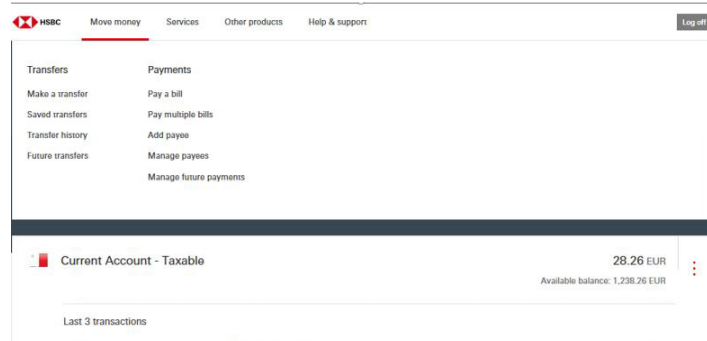 HSBC Move money Services Other products Help & support Log off
Transfers Payments
Make a transfer Pay a bill
Saved transfers Pay multiple bills
Transfer history Add payee
Future transfers Manage payees
Manage future payments
Current Account - Taxable 28.26 EUR
Available balance: 1,238.26 EUR
Last 3 transactions